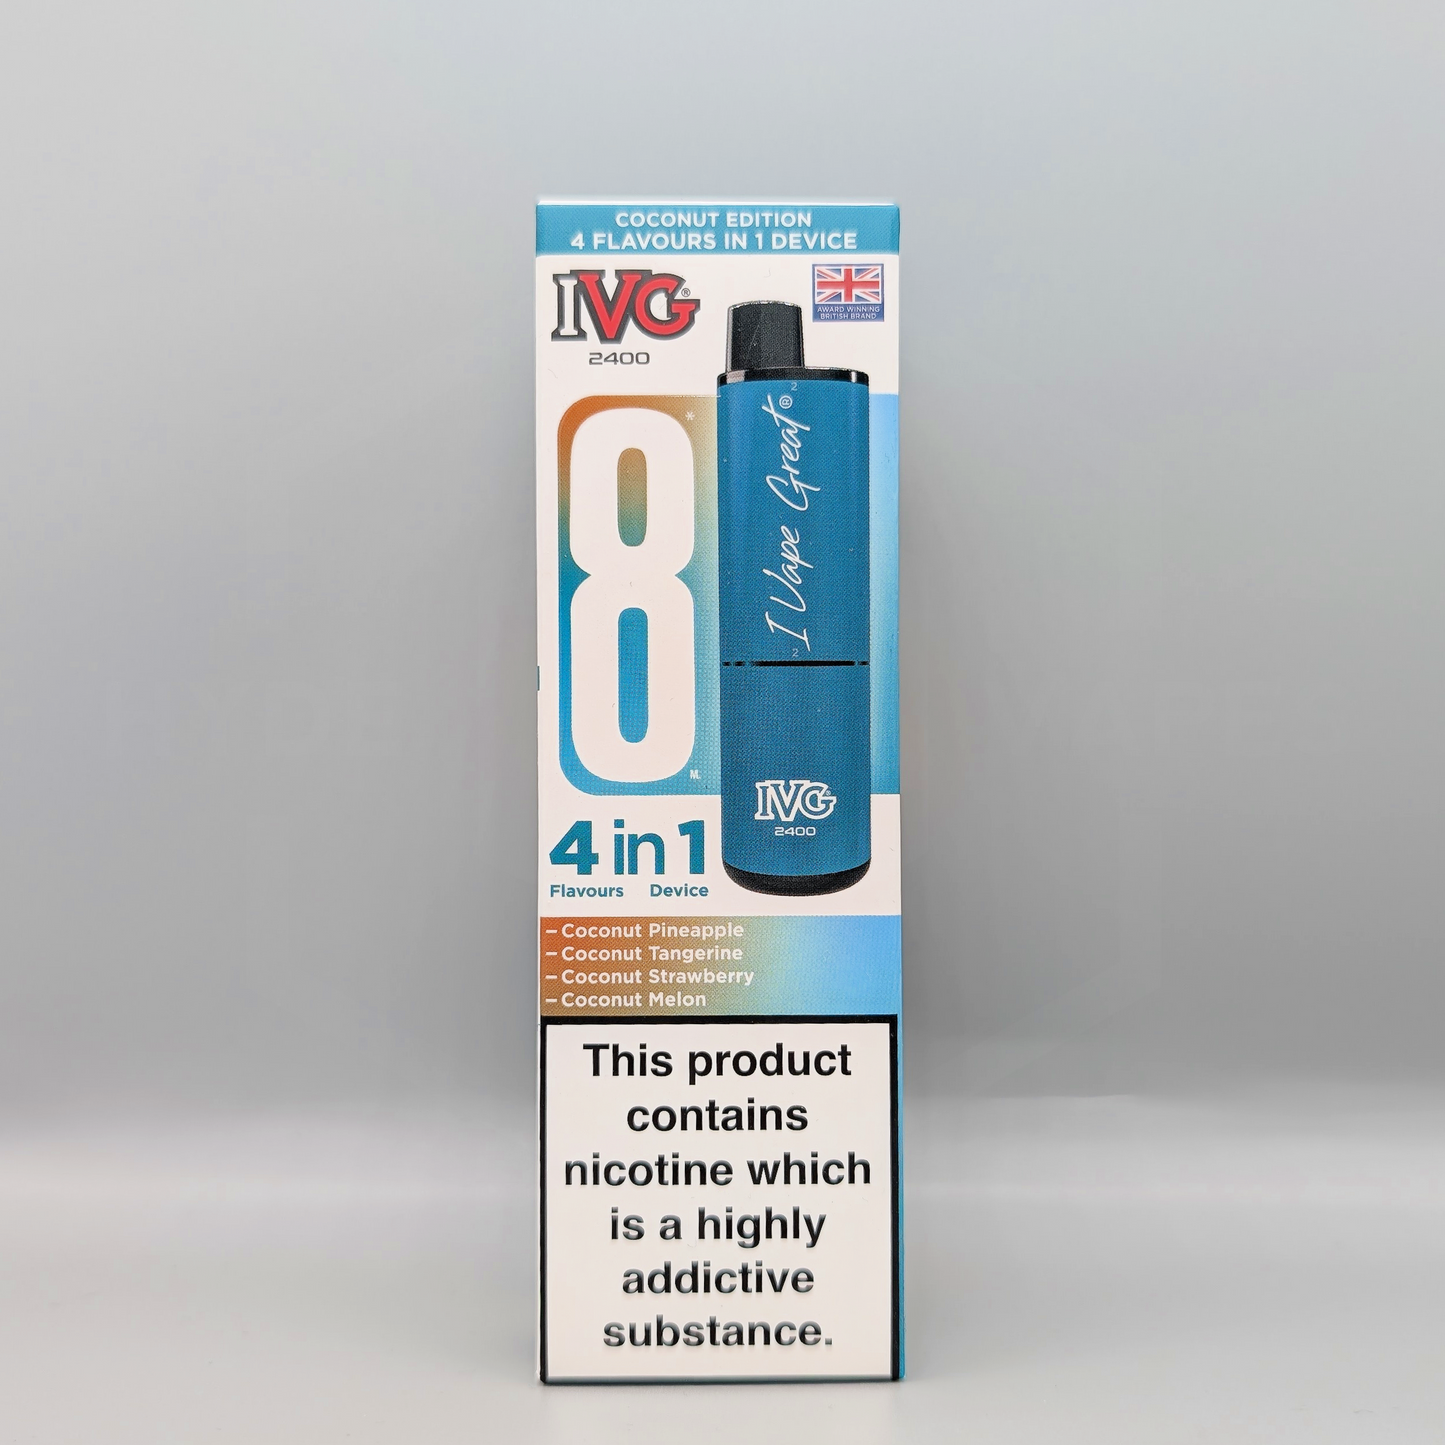 COCONUT EDITION
4 FLAVOURS IN 1 DEVICE
IVG®
2400
AWARD WINNING
BRITISH BRAND
8*
M.
4 in 1
Flavours Device
2
I Vape Great®
2
IVG®
2400
– Coconut Pineapple
– Coconut Tangerine
– Coconut Strawberry
– Coconut Melon
This product
contains
nicotine which
is a highly
addictive
substance.